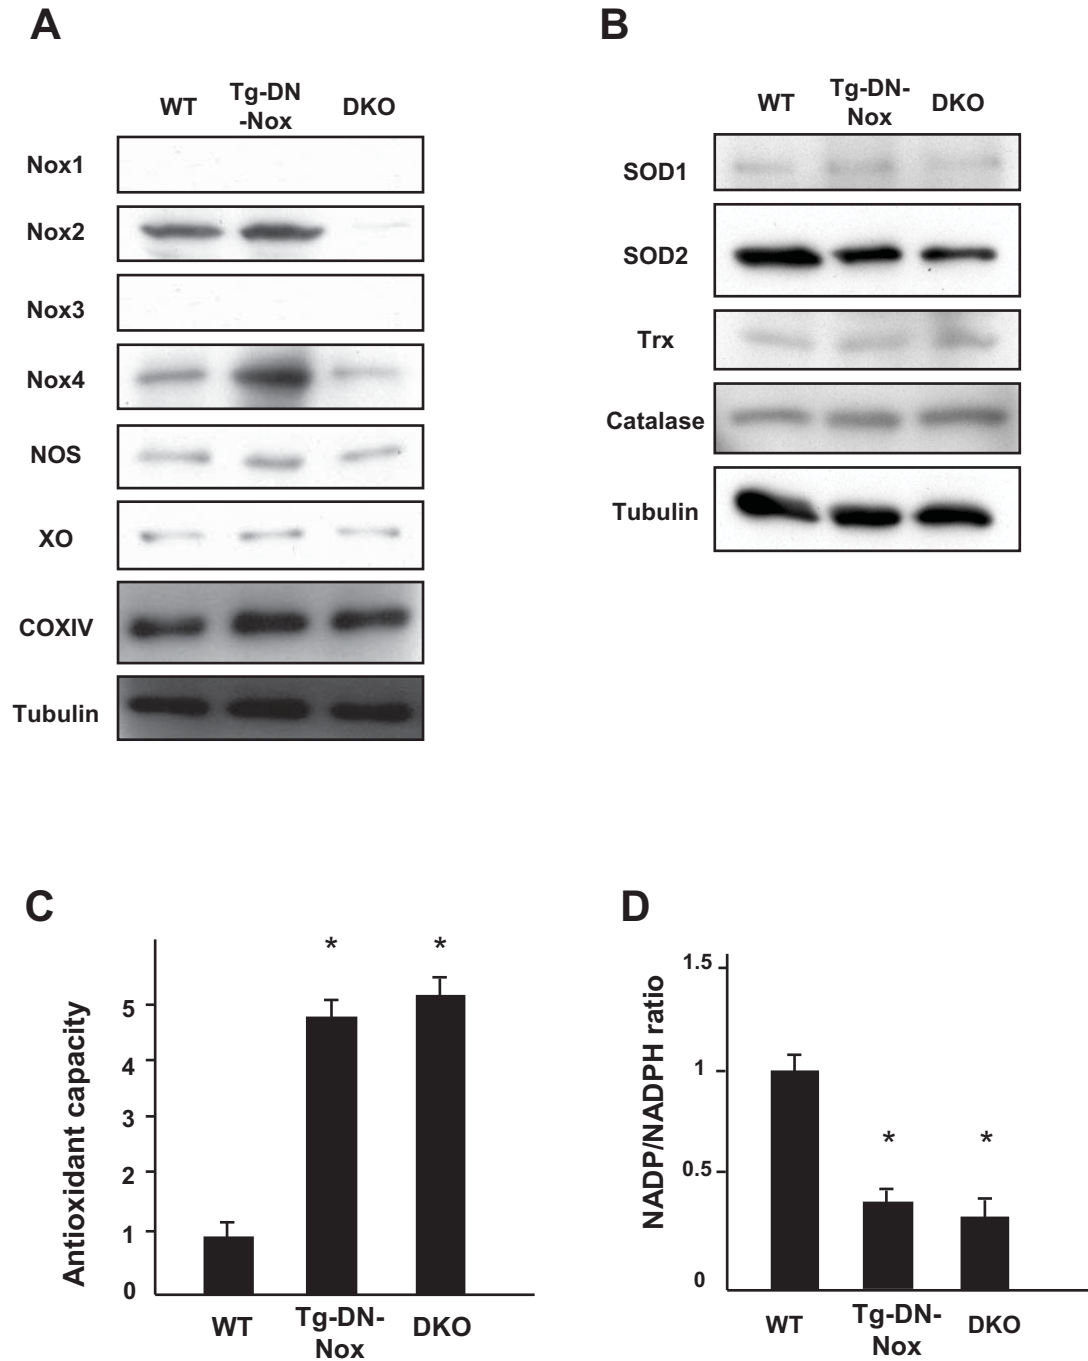 A
WT
Tg-DN
-Nox
DKO
Nox1
Nox2
Nox3
Nox4
NOS
XO
COXIV
Tubulin
B
WT
Tg-DN-
Nox
DKO
SOD1
SOD2
Trx
Catalase
Tubulin
C
Antioxidant capacity
5
4
3
2
1
0
*
*
WT
Tg-DN-
Nox
DKO
D
NADP/NADPH ratio
1.5
1
0.5
0
*
*
WT
Tg-DN-
Nox
DKO